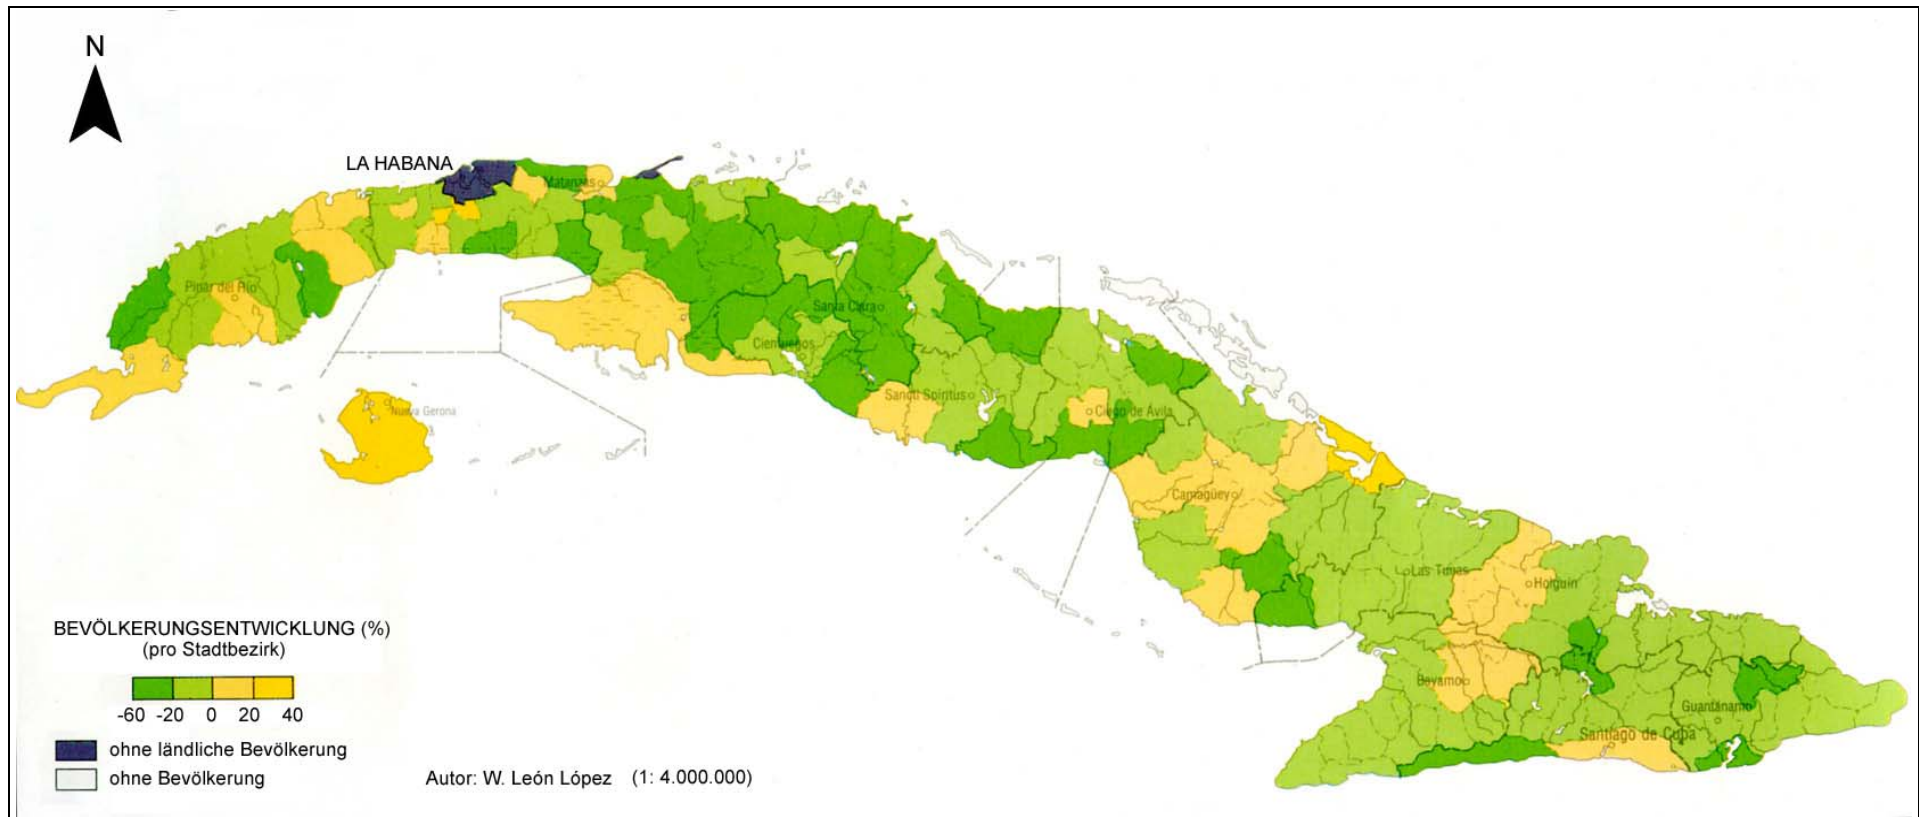 N
LA HABANA
Matanzas
Pinar del Río
Santa Clara
Cienfuegos
Nueva Gerona
Sancti Spíritus
Ciego de Ávila
Camagüey
Las Tunas
Holguín
BEVÖLKERUNGSENTWICKLUNG (%)
(pro Stadtbezirk)
Bayamo
Guantánamo
-60 -20 0 20 40
Santiago de Cuba
ohne ländliche Bevölkerung
ohne Bevölkerung
Autor: W. León López (1: 4.000.000)